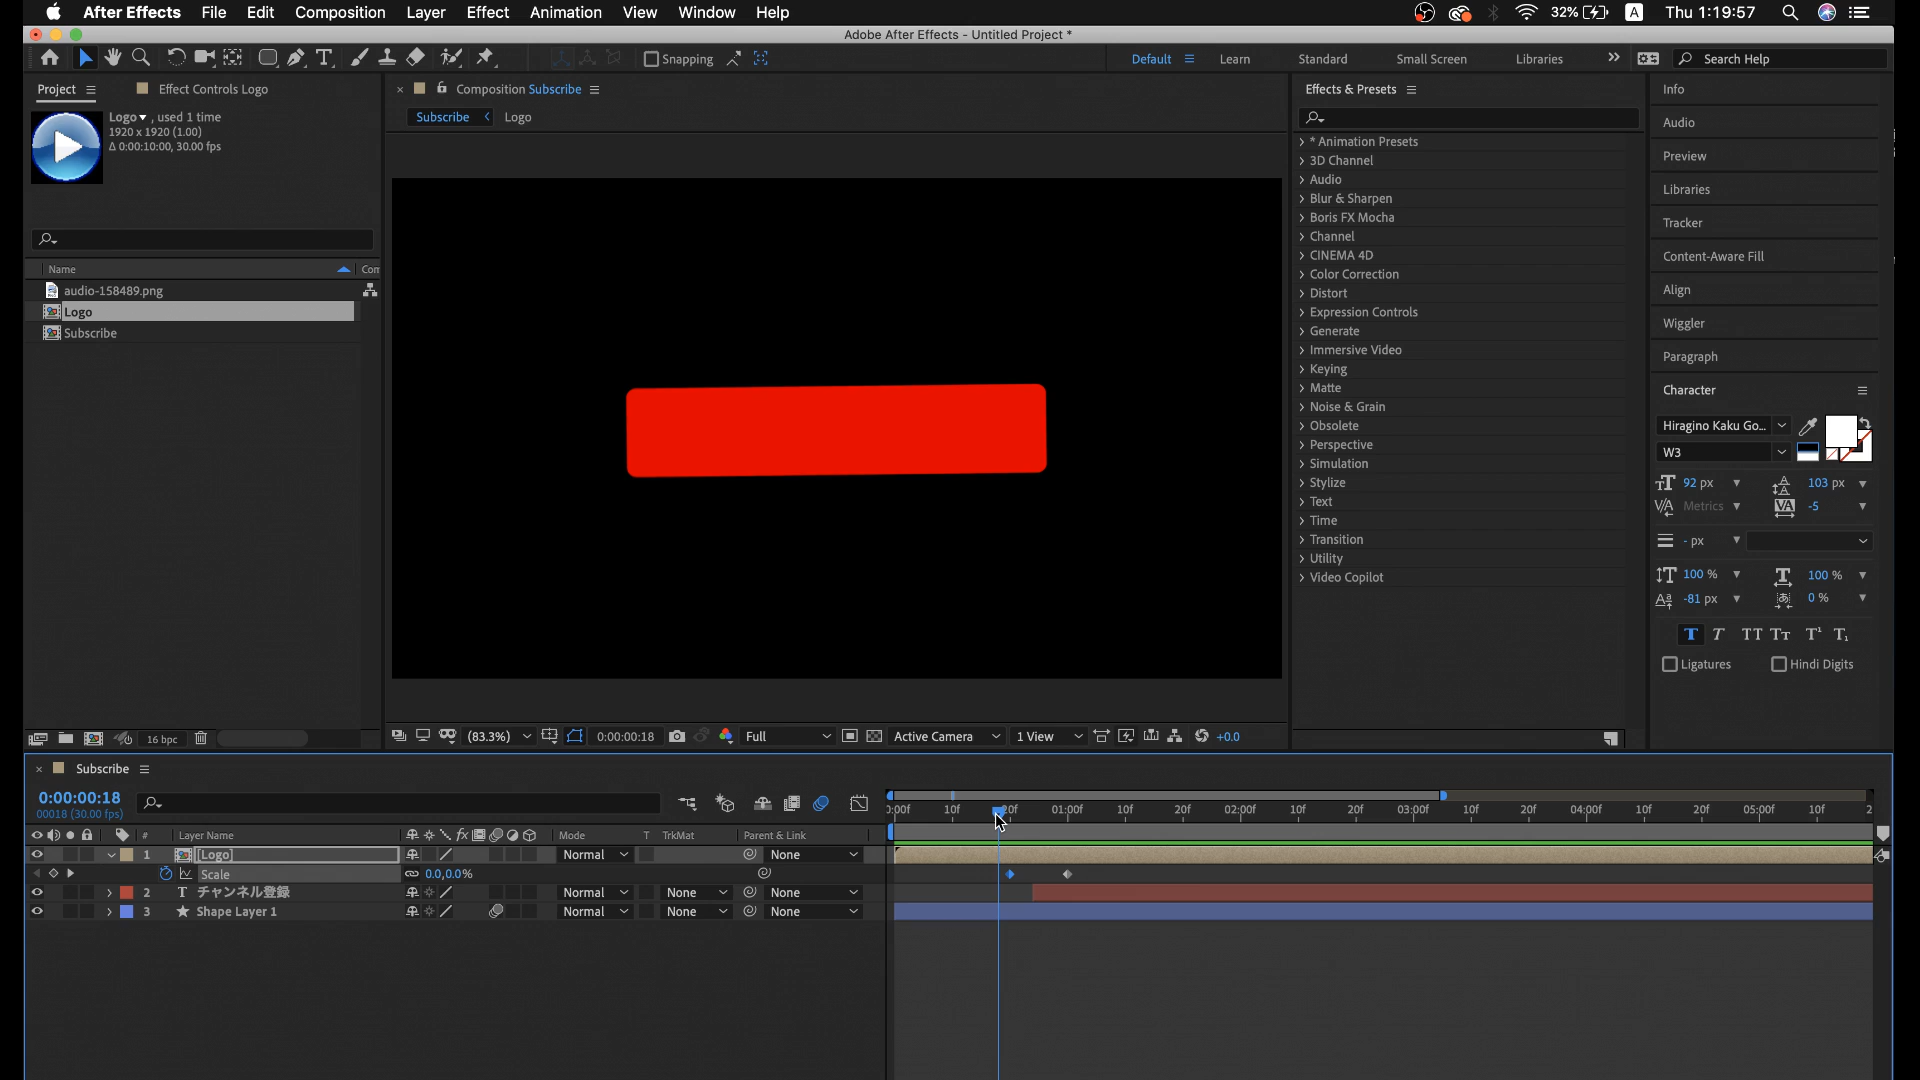 After Effects File Edit Composition Layer Effect Animation View Window Help 32% A Thu 1:19:57
Adobe After Effects - Untitled Project *
Snapping Default Learn Standard Small Screen Libraries Search Help
Project Effect Controls Logo
Logo , used 1 time
1920 x 1920 (1.00)
Δ 0:00:10:00, 30.00 fps
Name Com
audio-158489.png
Logo
Subscribe
16 bpc
Composition Subscribe
Subscribe Logo
(83.3%) 0:00:00:18 Full Active Camera 1 View +0.0
Effects & Presets
* Animation Presets
3D Channel
Audio
Blur & Sharpen
Boris FX Mocha
Channel
CINEMA 4D
Color Correction
Distort
Expression Controls
Generate
Immersive Video
Keying
Matte
Noise & Grain
Obsolete
Perspective
Simulation
Stylize
Text
Time
Transition
Utility
Video Copilot
Info
Audio
Preview
Libraries
Tracker
Content-Aware Fill
Align
Wiggler
Paragraph
Character
Hiragino Kaku Go...
W3
92 px 103 px
Metrics -5
- px
100 % 100 %
-81 px 0 %
Ligatures Hindi Digits
Subscribe
0:00:00:18
00018 (30.00 fps)
0:00f 10f 20f 01:00f 10f 20f 02:00f 10f 20f 03:00f 10f 20f 04:00f 10f 20f 05:00f 10f 2
# Layer Name Mode T TrkMat Parent & Link
1 [Logo] Normal None
Scale 0.0,0.0%
2 T チャンネル登録 Normal None None
3 Shape Layer 1 Normal None None